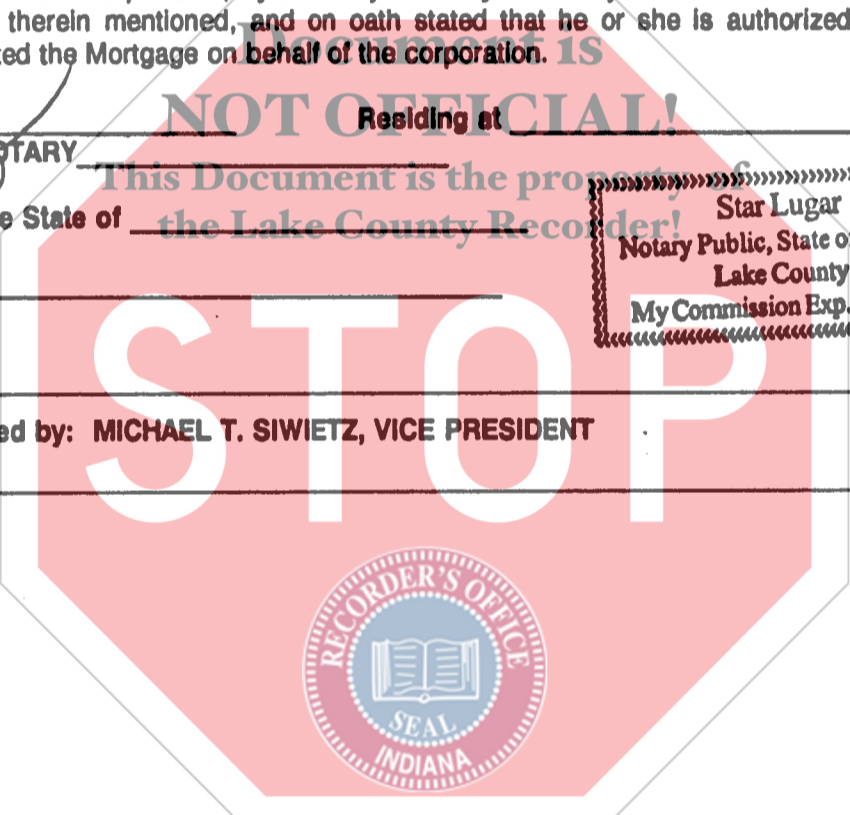 therein mentioned, and on oath stated that he or she is authorized
ted the Mortgage on behalf of the corporation.
Document is
NOT OFFICIAL!
Residing at
OTARY
This Document is the property of
e State of
the Lake County Recorder!
Star Lugar
Notary Public, State o
Lake County
My Commission Exp.
STOP
ed by: MICHAEL T. SIWIETZ, VICE PRESIDENT
RECORDER'S OFFICE
SEAL
INDIANA